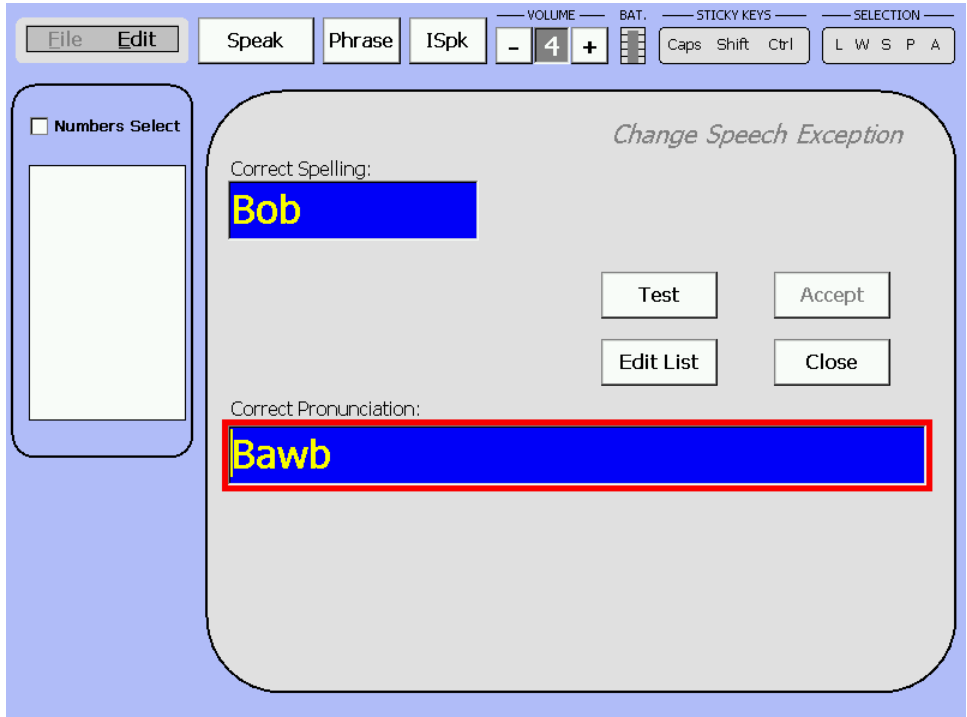 File Edit Speak Phrase ISpk VOLUME - 4 + BAT. STICKY KEYS Caps Shift Ctrl SELECTION L W S P A
Numbers Select
Change Speech Exception
Correct Spelling:
Bob
Test Accept
Edit List Close
Correct Pronunciation:
Bawb